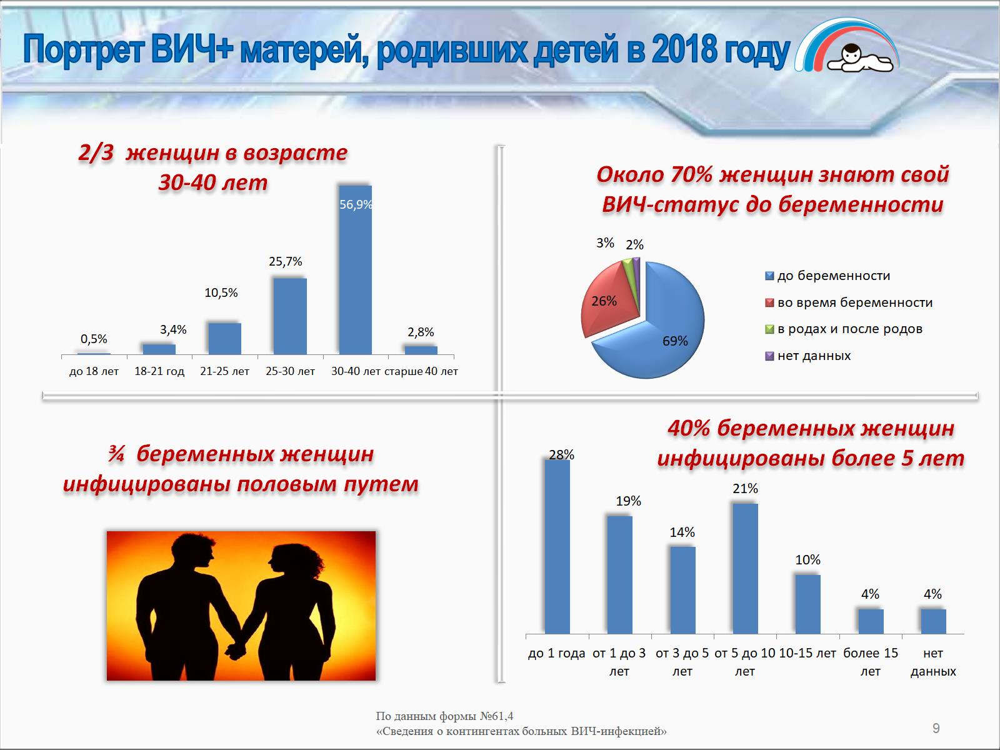 Портрет ВИЧ+ матерей, родивших детей в 2018 году
2/3 женщин в возрасте
30-40 лет
56,9%
25,7%
10,5%
3,4%
0,5%
2,8%
до 18 лет
18-21 год
21-25 лет
25-30 лет
30-40 лет
старше 40 лет
Около 70% женщин знают свой
ВИЧ-статус до беременности
3%
2%
26%
69%
до беременности
во время беременности
в родах и после родов
нет данных
¾ беременных женщин
инфицированы половым путем
40% беременных женщин
инфицированы более 5 лет
28%
19%
14%
21%
10%
4%
4%
до 1 года
от 1 до 3
лет
от 3 до 5
лет
от 5 до 10
лет
10-15 лет
более 15
лет
нет
данных
По данным формы №61,4
«Сведения о контингентах больных ВИЧ-инфекцией»
9